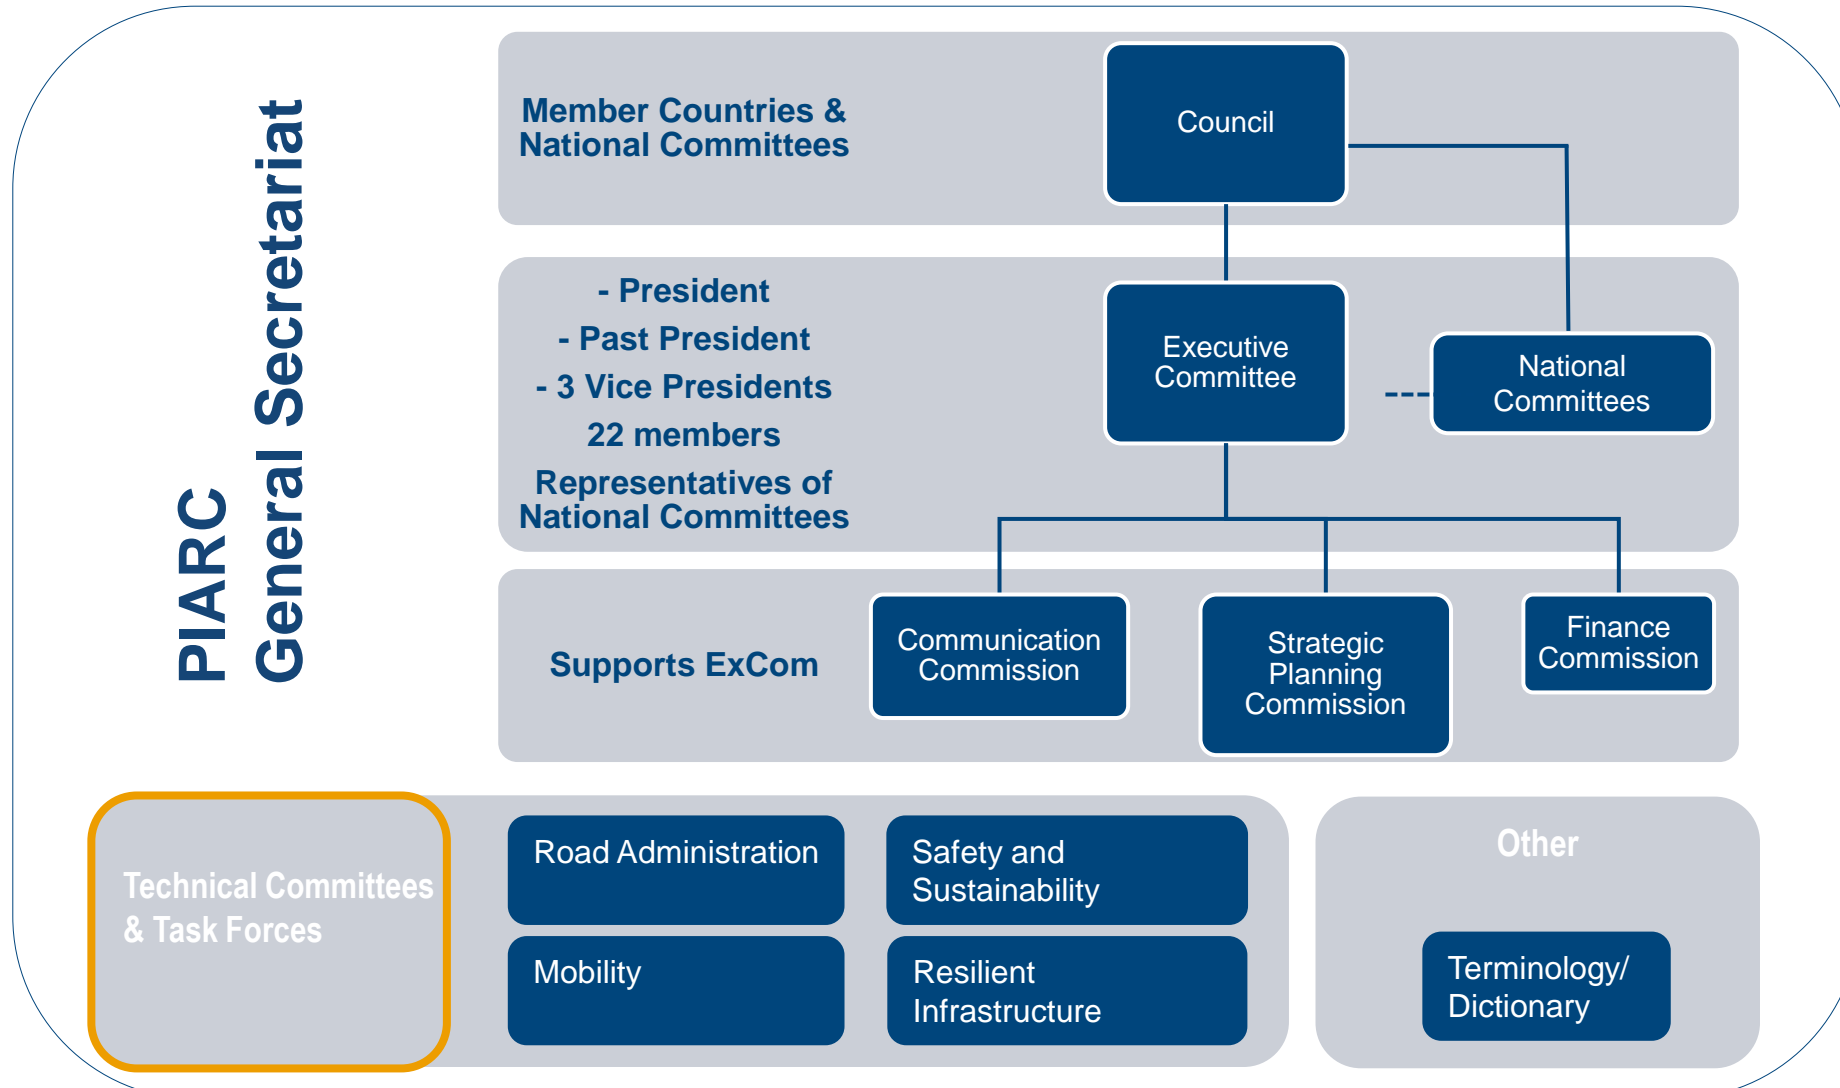 PIARC
General Secretariat
Member Countries &
National Committees
Council
- President
- Past President
- 3 Vice Presidents
22 members
Representatives of
National Committees
Executive
Committee
National
Committees
Supports ExCom
Communication
Commission
Strategic
Planning
Commission
Finance
Commission
Technical Committees
& Task Forces
Road Administration
Safety and
Sustainability
Mobility
Resilient
Infrastructure
Other
Terminology/
Dictionary